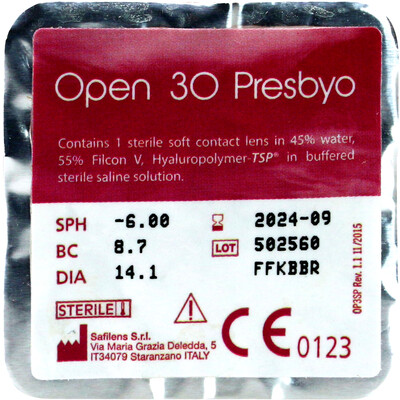 Open 30 Presbyo
Contains 1 sterile soft contact lens in 45% water,
55% Filcon V, Hyaluropolymer-TSP® in buffered
sterile saline solution.
SPH -6.00 2024-09
BC 8.7 LOT 502560
DIA 14.1 FFKBBR
OP3SP Rev. 1.1 11/2015
STERILE
Safilens S.r.l.
Via Maria Grazia Deledda, 5
IT34079 Staranzano ITALY
CE 0123